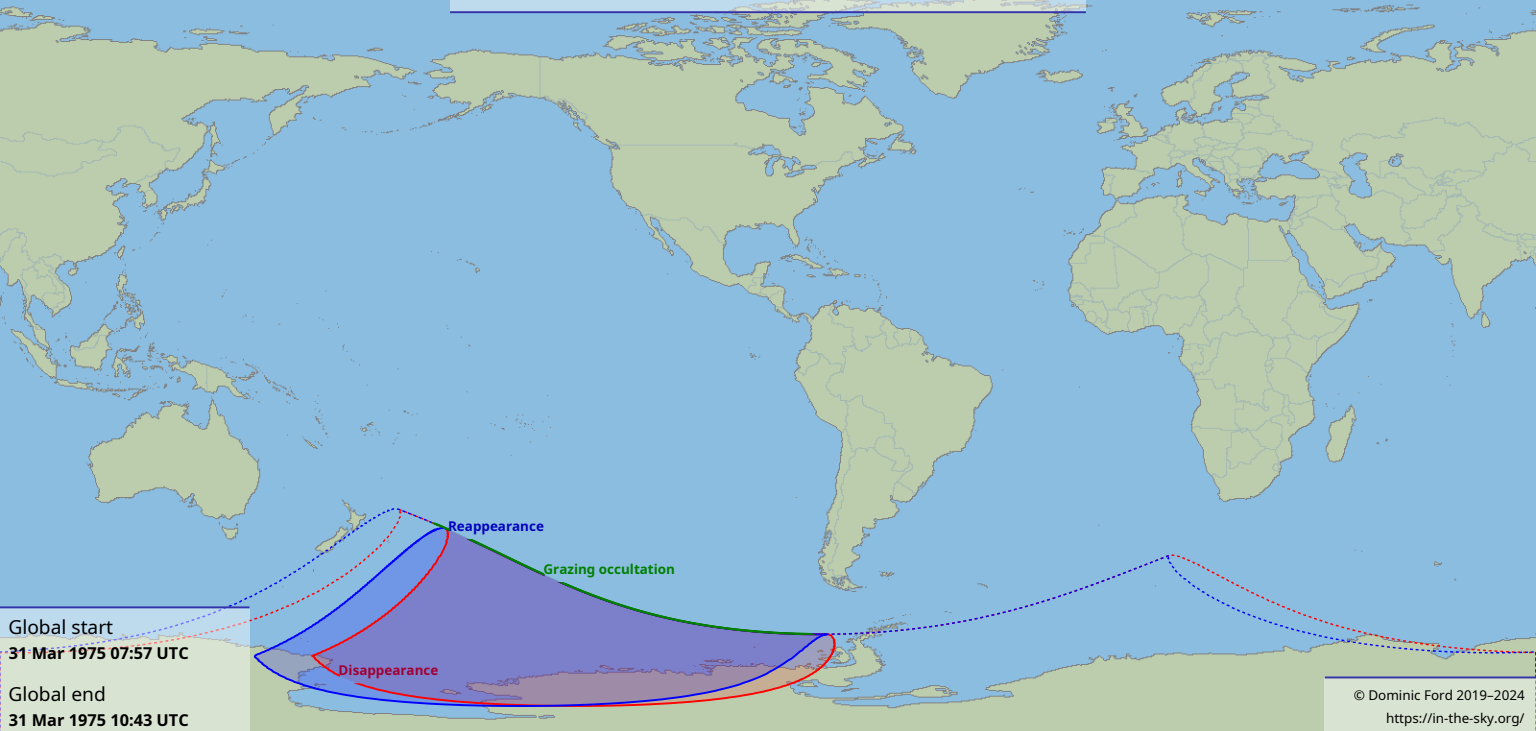 Reappearance
Grazing occultation
Disappearance
Global start
31 Mar 1975 07:57 UTC
Global end
31 Mar 1975 10:43 UTC
© Dominic Ford 2019–2024
https://in-the-sky.org/